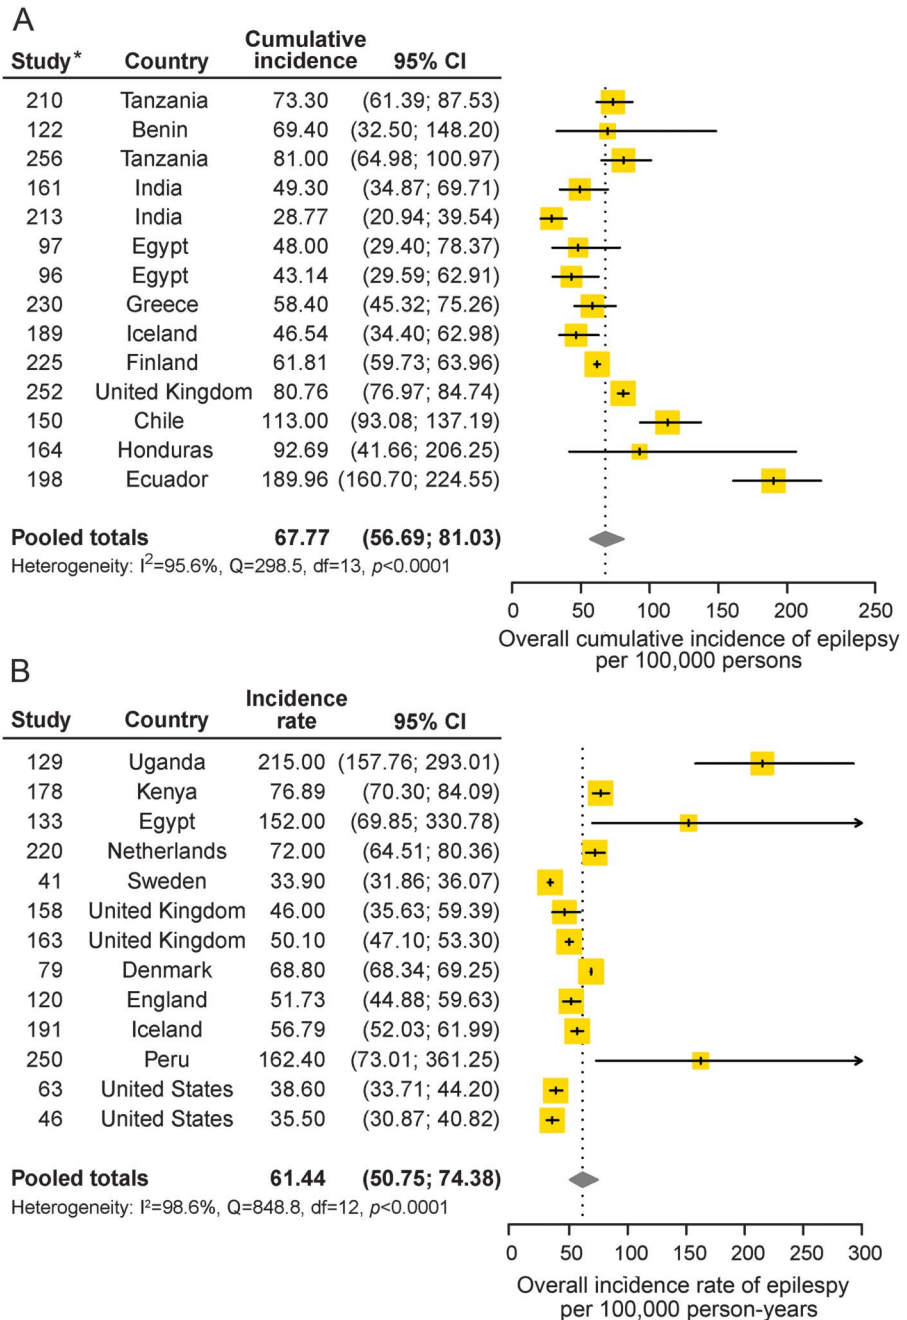 A
Study* Country Cumulative incidence 95% CI
210 Tanzania 73.30 (61.39; 87.53)
122 Benin 69.40 (32.50; 148.20)
256 Tanzania 81.00 (64.98; 100.97)
161 India 49.30 (34.87; 69.71)
213 India 28.77 (20.94; 39.54)
97 Egypt 48.00 (29.40; 78.37)
96 Egypt 43.14 (29.59; 62.91)
230 Greece 58.40 (45.32; 75.26)
189 Iceland 46.54 (34.40; 62.98)
225 Finland 61.81 (59.73; 63.96)
252 United Kingdom 80.76 (76.97; 84.74)
150 Chile 113.00 (93.08; 137.19)
164 Honduras 92.69 (41.66; 206.25)
198 Ecuador 189.96 (160.70; 224.55)
Pooled totals 67.77 (56.69; 81.03)
Heterogeneity: I²=95.6%, Q=298.5, df=13, p<0.0001
0 50 100 150 200 250
Overall cumulative incidence of epilepsy
per 100,000 persons
B
Study Country Incidence rate 95% CI
129 Uganda 215.00 (157.76; 293.01)
178 Kenya 76.89 (70.30; 84.09)
133 Egypt 152.00 (69.85; 330.78)
220 Netherlands 72.00 (64.51; 80.36)
41 Sweden 33.90 (31.86; 36.07)
158 United Kingdom 46.00 (35.63; 59.39)
163 United Kingdom 50.10 (47.10; 53.30)
79 Denmark 68.80 (68.34; 69.25)
120 England 51.73 (44.88; 59.63)
191 Iceland 56.79 (52.03; 61.99)
250 Peru 162.40 (73.01; 361.25)
63 United States 38.60 (33.71; 44.20)
46 United States 35.50 (30.87; 40.82)
Pooled totals 61.44 (50.75; 74.38)
Heterogeneity: I²=98.6%, Q=848.8, df=12, p<0.0001
0 50 100 150 200 250 300
Overall incidence rate of epilespy
per 100,000 person-years